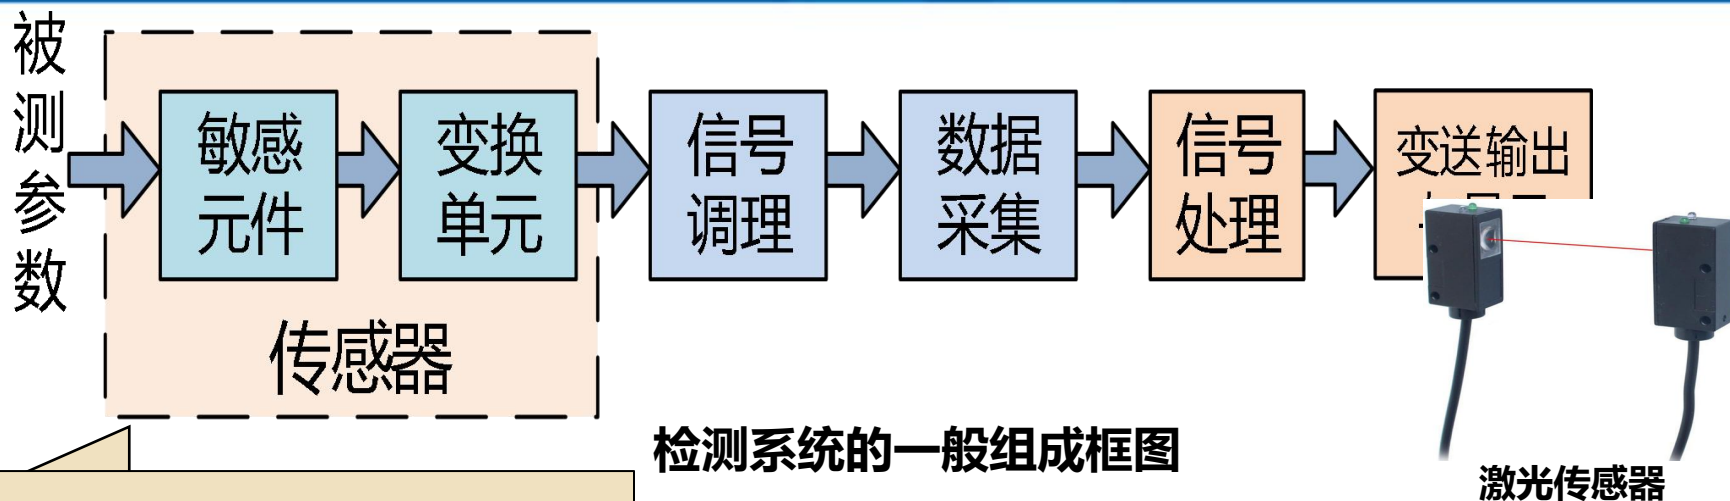 被测参数
敏感
元件
变换
单元
信号
调理
数据
采集
信号
处理
变送输出
传感器
检测系统的一般组成框图
激光传感器